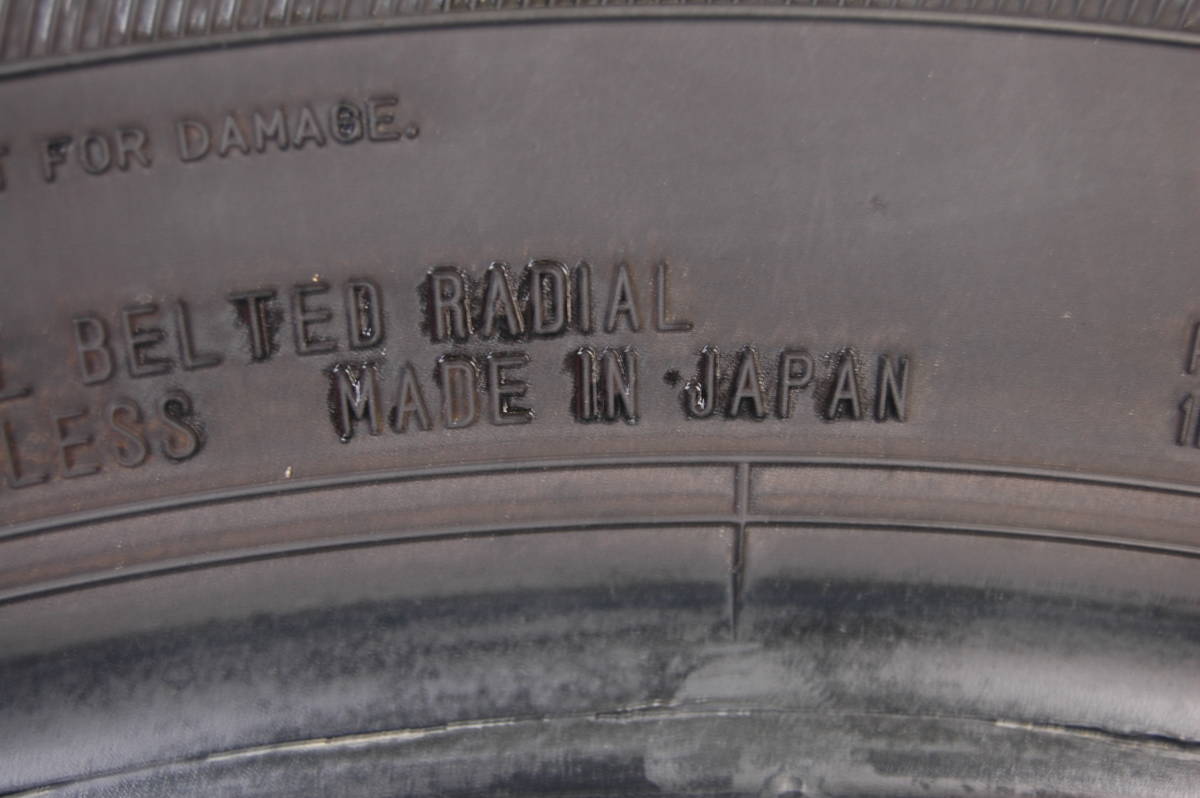 FOR DAMAGE.
BELTED RADIAL
LESS MADE IN JAPAN